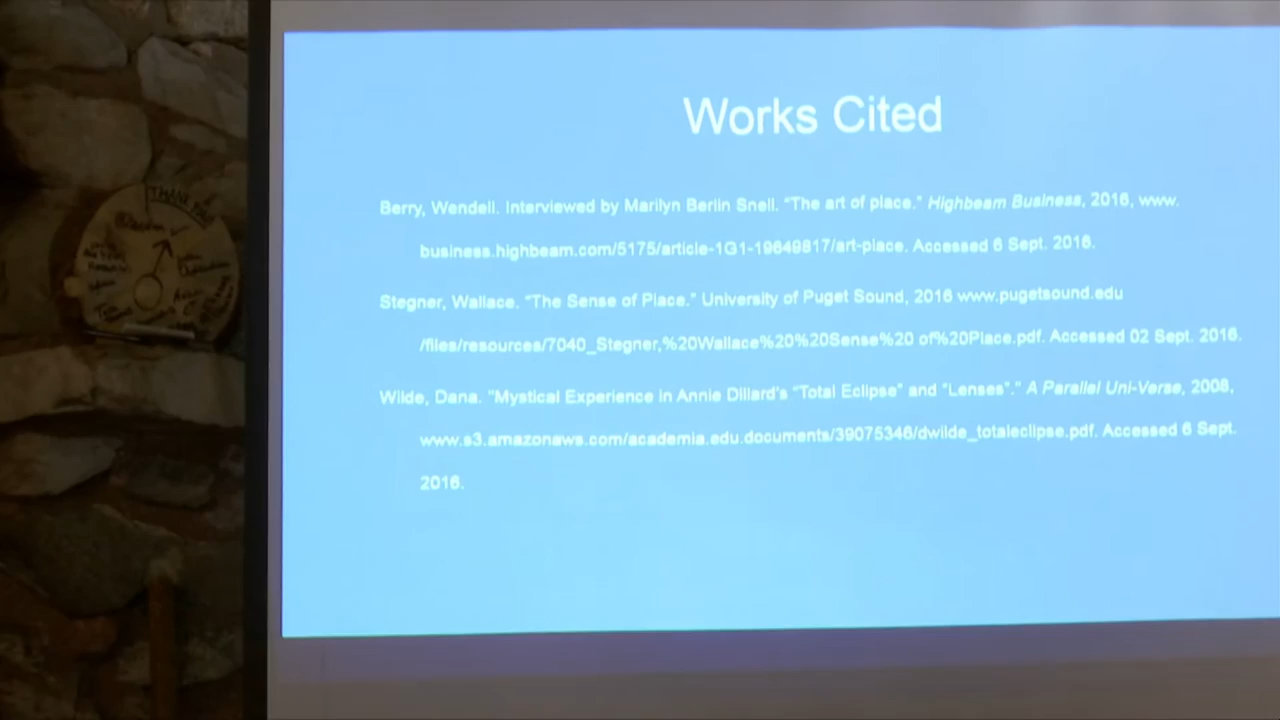 Works Cited
Berry, Wendell. Interviewed by Marilyn Berlin Snell. “The art of place.” Highbeam Business, 2016, www.
business.highbeam.com/5175/article-1G1-19649817/art-place. Accessed 6 Sept. 2016.
Stegner, Wallace. “The Sense of Place.” University of Puget Sound, 2016 www.pugetsound.edu
/files/resources/7040_Stegner,%20Wallace%20%20Sense%20 of%20Place.pdf. Accessed 02 Sept. 2016.
Wilde, Dana. “Mystical Experience in Annie Dillard's “Total Eclipse” and “Lenses”.” A Parallel Uni-Verse, 2008,
www.s3.amazonaws.com/academia.edu.documents/39075346/dwilde_totaleclipse.pdf. Accessed 6 Sept.
2016.
THANK YOU